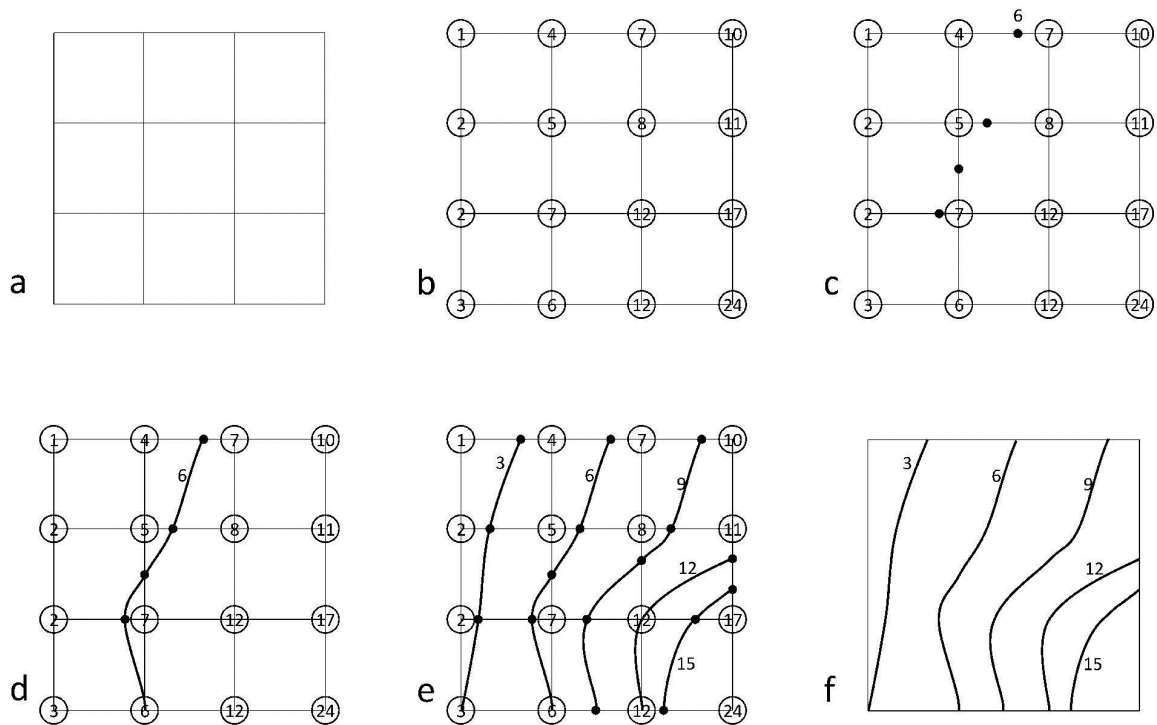 6
1 4 7 10 1 4 7 10 1 4 7 10
2 5 8 11 2 5 8 11
2 7 12 17 2 7 12 17
a b c
3 6 12 24 3 6 12 24
1 4 7 10 1 4 7 10
6 3 6 9 3 6 9
2 5 8 11 2 5 8 11
12 12
2 7 12 17 2 7 12 17
15 15
d e f
3 6 12 24 3 6 12 24